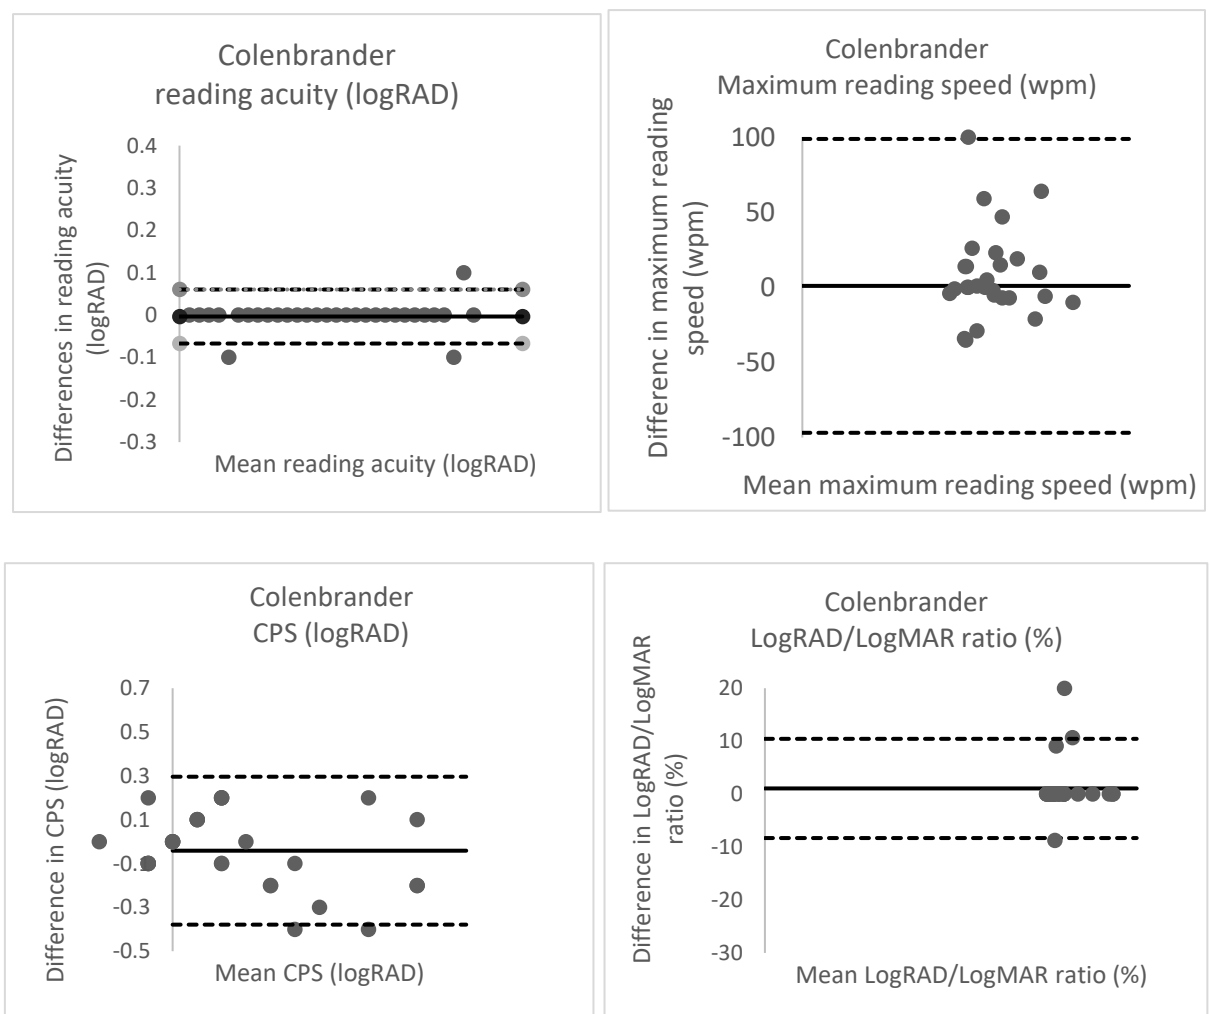 Colenbrander
reading acuity (logRAD)
Differences in reading acuity
(logRAD)
0.4
0.3
0.2
0.1
0
-0.1
-0.2
-0.3
Mean reading acuity (logRAD)
Colenbrander
Maximum reading speed (wpm)
Differenc in maximum reading
speed (wpm)
100
50
0
-50
-100
Mean maximum reading speed (wpm)
Colenbrander
CPS (logRAD)
Difference in CPS (logRAD)
0.7
0.5
0.3
0.1
-0.1
-0.3
-0.5
Mean CPS (logRAD)
Colenbrander
LogRAD/LogMAR ratio (%)
Difference in LogRAD/LogMAR
ratio (%)
20
10
0
-10
-20
-30
Mean LogRAD/LogMAR ratio (%)